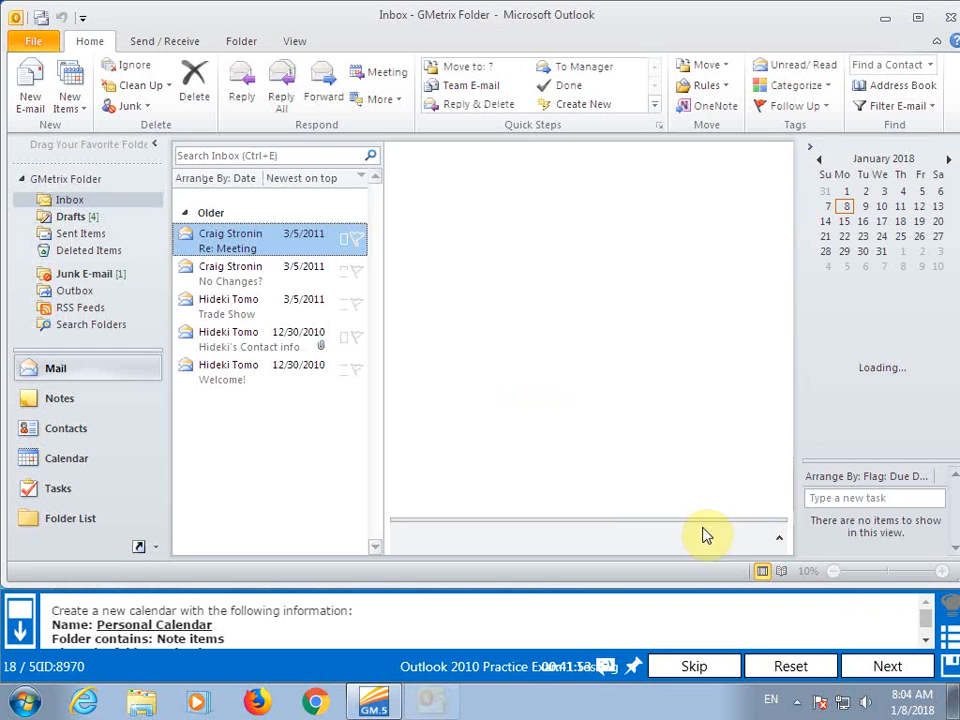 Inbox - GMetrix Folder - Microsoft Outlook
File Home Send / Receive Folder View
New E-mail New Items Ignore Clean Up Junk Delete Reply Reply All Forward Meeting More
Move to: ? To Manager
Team E-mail Done
Reply & Delete Create New
Move Rules OneNote
Unread/ Read Categorize Follow Up
Find a Contact Address Book Filter E-mail
New Delete Respond Quick Steps Move Tags Find
Drag Your Favorite Folde
GMetrix Folder
Inbox
Drafts [4]
Sent Items
Deleted Items
Junk E-mail [1]
Outbox
RSS Feeds
Search Folders
Mail
Notes
Contacts
Calendar
Tasks
Folder List
Search Inbox (Ctrl+E)
Arrange By: Date Newest on top
Older
Craig Stronin 3/5/2011
Re: Meeting
Craig Stronin 3/5/2011
No Changes?
Hideki Tomo 3/5/2011
Trade Show
Hideki Tomo 12/30/2010
Hideki's Contact info
Hideki Tomo 12/30/2010
Welcome!
January 2018
Su Mo Tu We Th Fr Sa
31 1 2 3 4 5 6
7 8 9 10 11 12 13
14 15 16 17 18 19 20
21 22 23 24 25 26 27
28 29 30 31 1 2 3
4 5 6 7 8 9 10
Loading...
Arrange By: Flag: Due D...
Type a new task
There are no items to show
in this view.
10%
Create a new calendar with the following information:
Name: Personal Calendar
Folder contains: Note items
18 / 50ID:8970 Outlook 2010 Practice Exam 00:41:53 Skip Reset Next
GM.5 EN 8:04 AM
1/8/2018